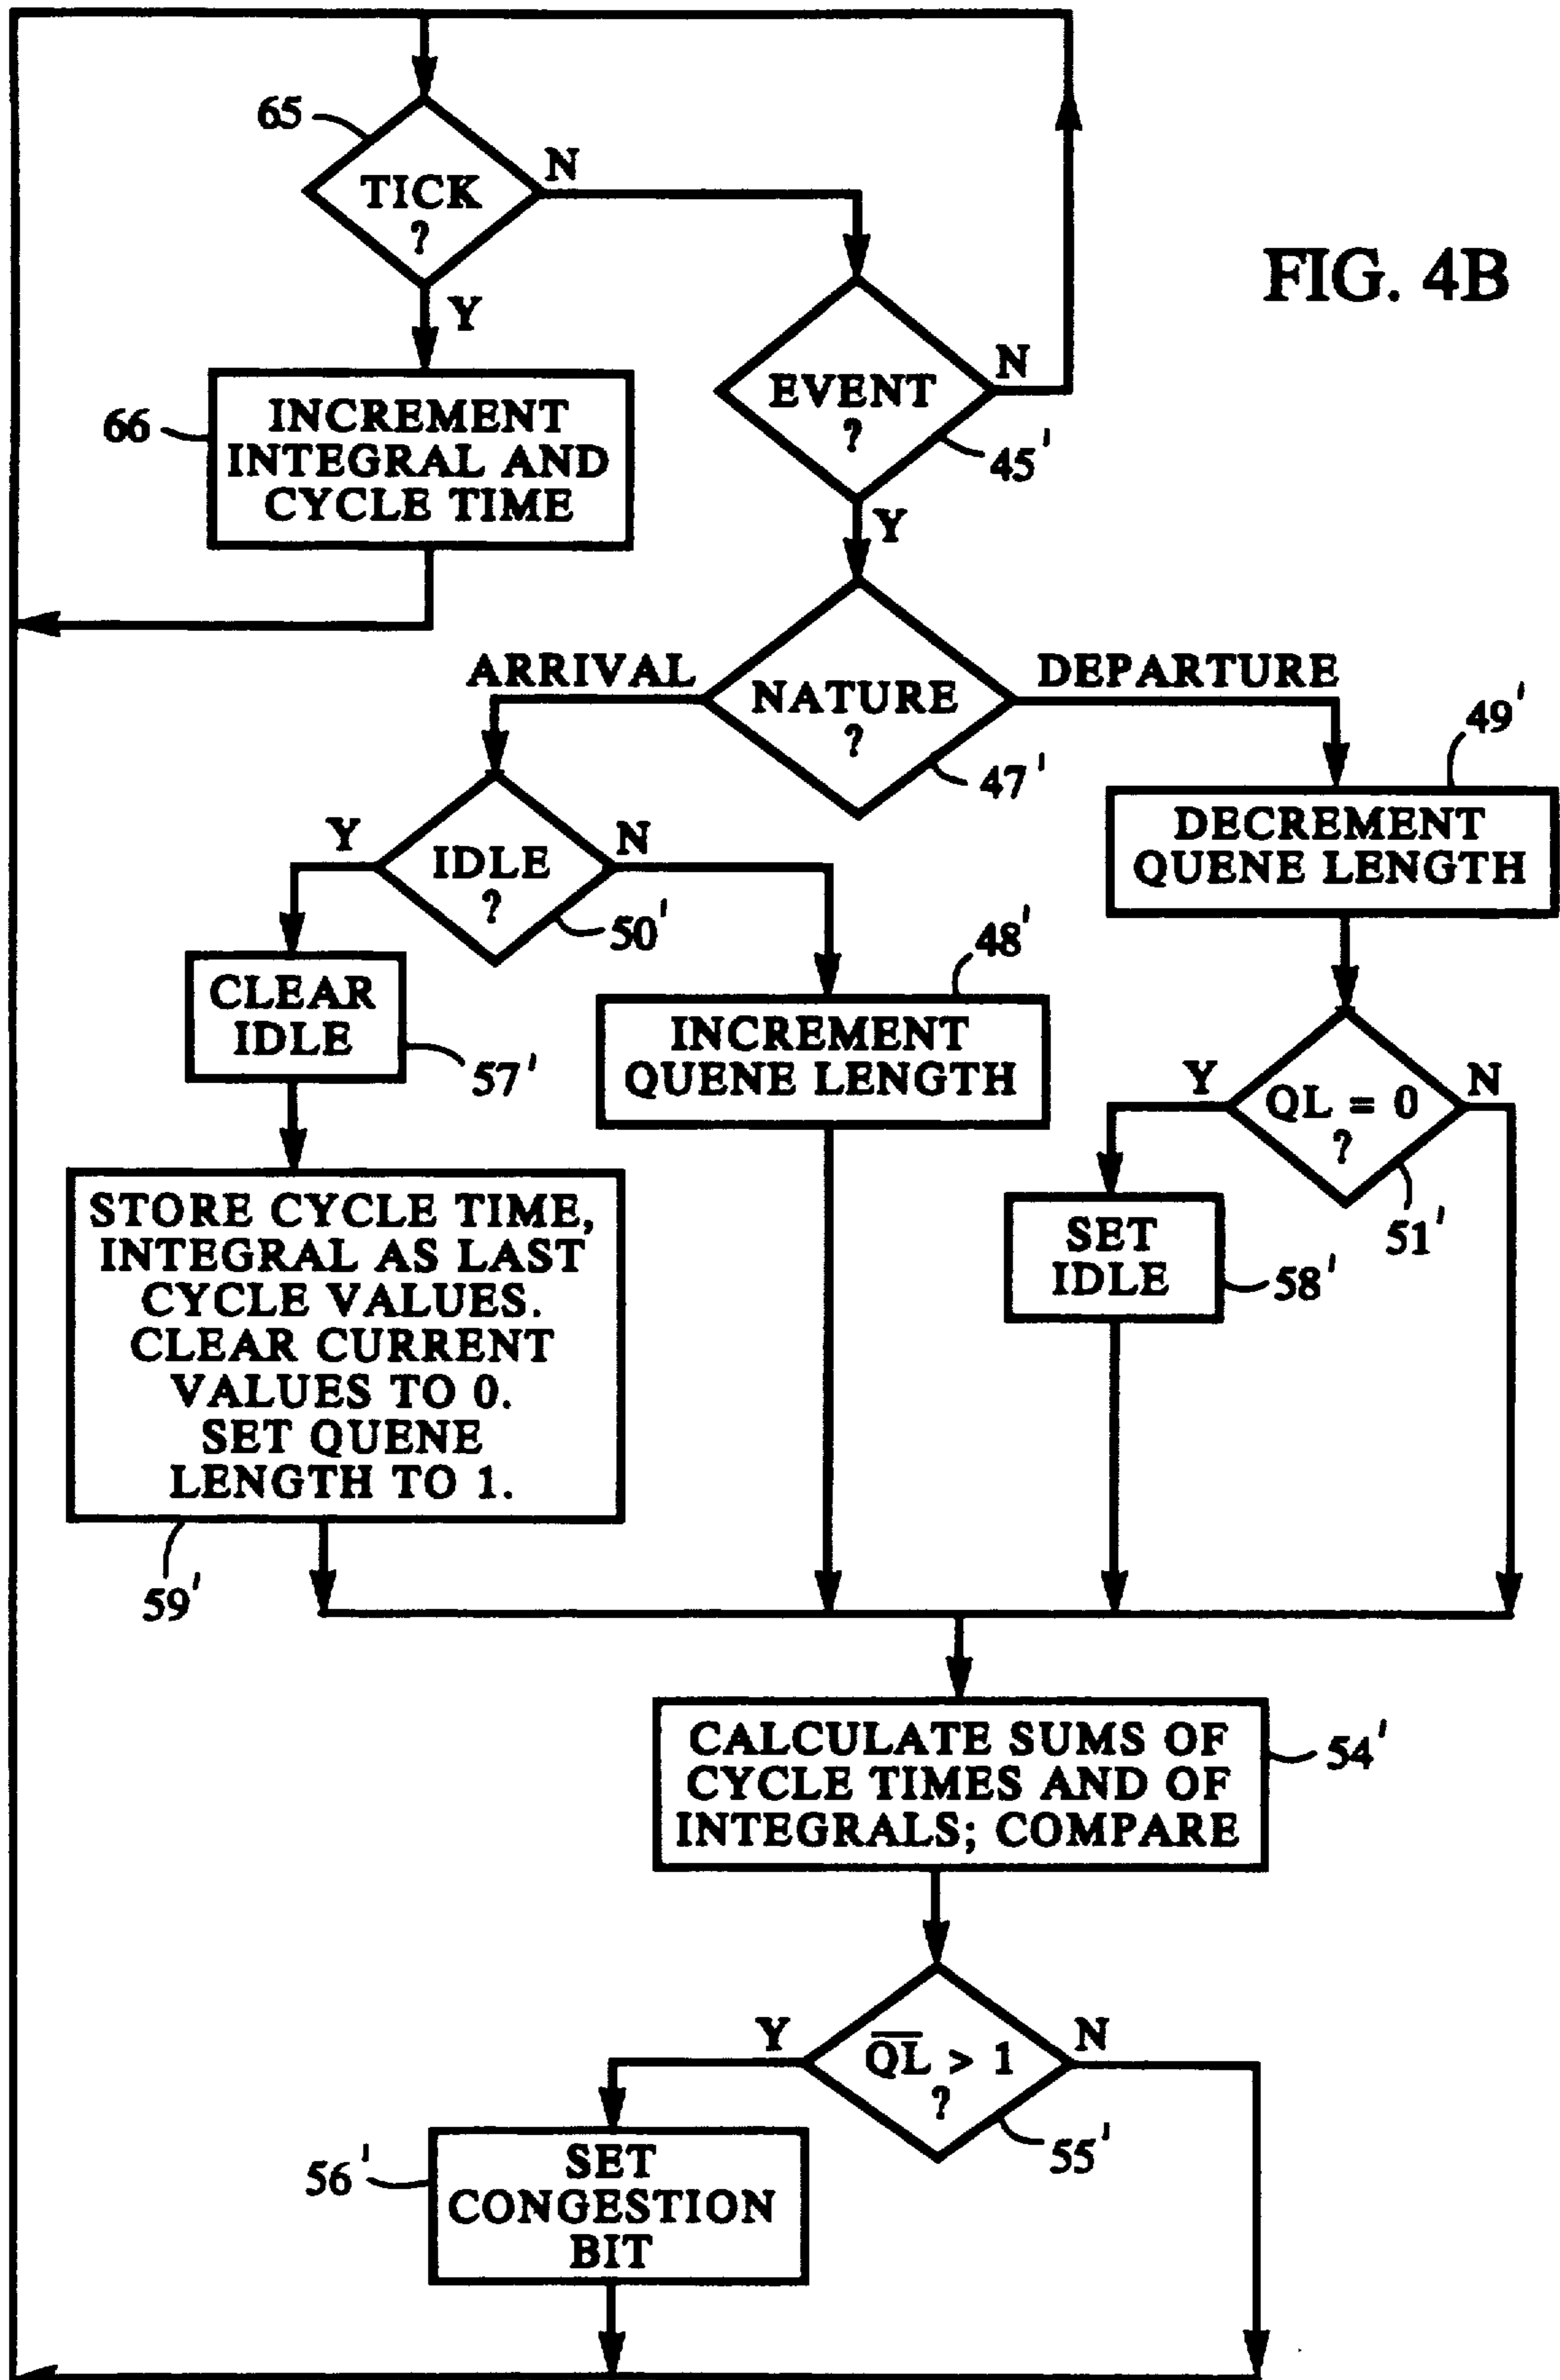 65
TICK
?
N
Y
FIG. 4B
66
INCREMENT
INTEGRAL AND
CYCLE TIME
EVENT
?
N
45'
Y
ARRIVAL
NATURE
?
DEPARTURE
47'
49'
DECREMENT
QUENE LENGTH
Y
IDLE
?
N
50'
48'
CLEAR
IDLE
57'
INCREMENT
QUENE LENGTH
Y
QL = 0
?
N
51'
STORE CYCLE TIME,
INTEGRAL AS LAST
CYCLE VALUES.
CLEAR CURRENT
VALUES TO 0.
SET QUENE
LENGTH TO 1.
59'
SET
IDLE
58'
CALCULATE SUMS OF
CYCLE TIMES AND OF
INTEGRALS; COMPARE
54'
Y
Q̅L̅ > 1
?
N
55'
56'
SET
CONGESTION
BIT